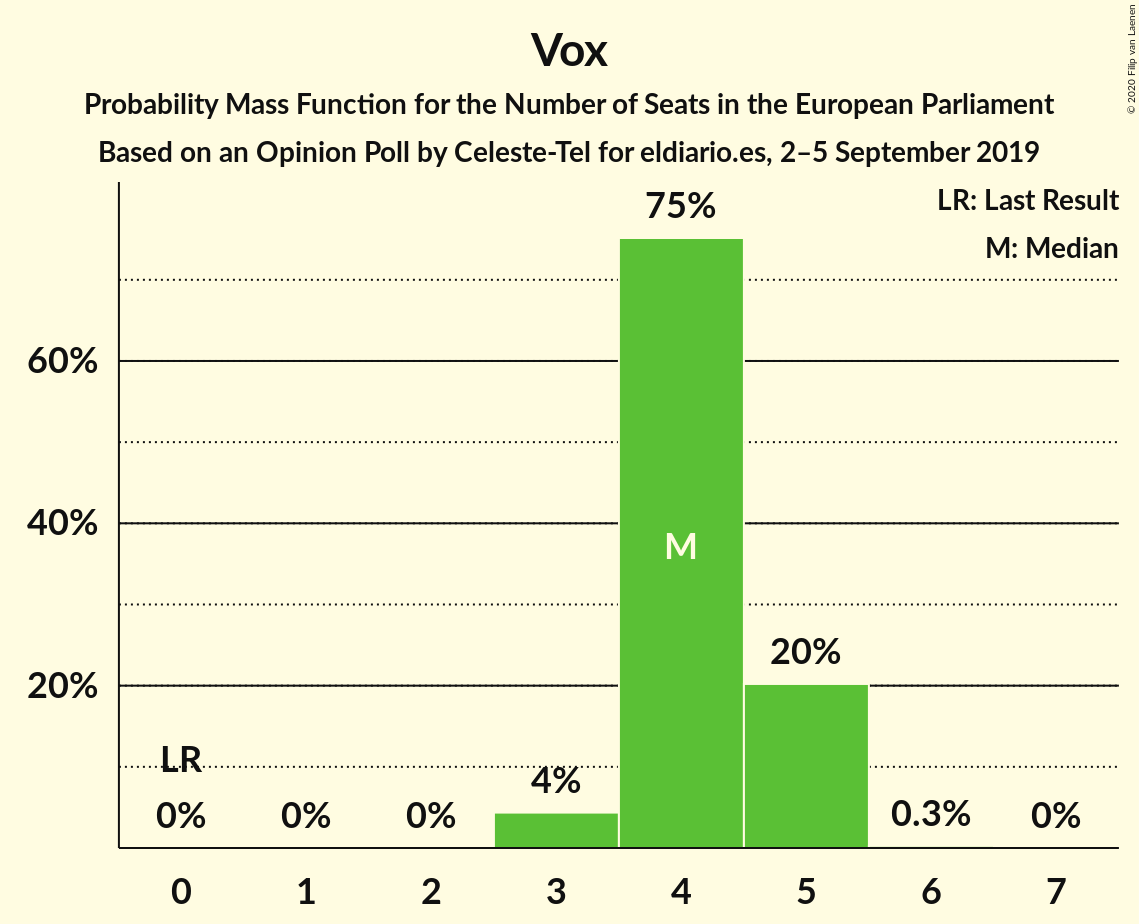 Vox
Probability Mass Function for the Number of Seats in the European Parliament
Based on an Opinion Poll by Celeste-Tel for eldiario.es, 2–5 September 2019
© 2020 Filip van Laenen
LR: Last Result
M: Median
75%
60%
40%
M
20%
20%
LR
0%
0%
0%
4%
0.3%
0%
0 1 2 3 4 5 6 7